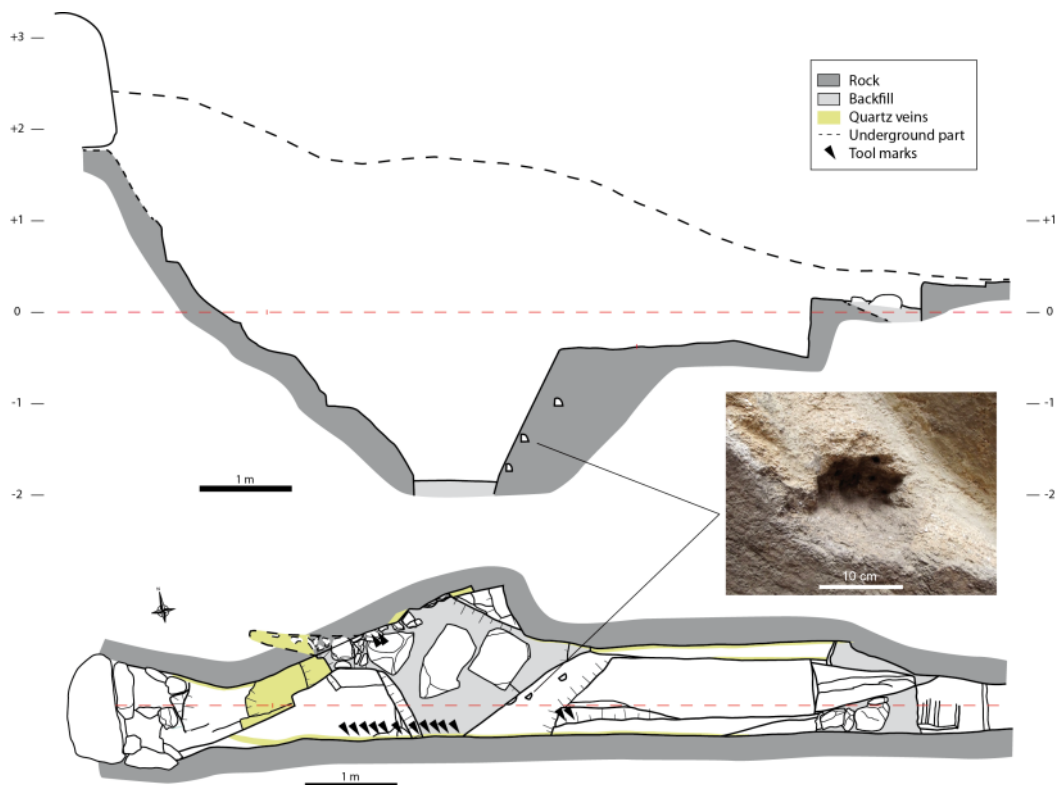 +3
+2
+1
0
-1
-2
Rock
Backfill
Quartz veins
Underground part
Tool marks
+1
0
-1
-2
1 m
10 cm
1 m